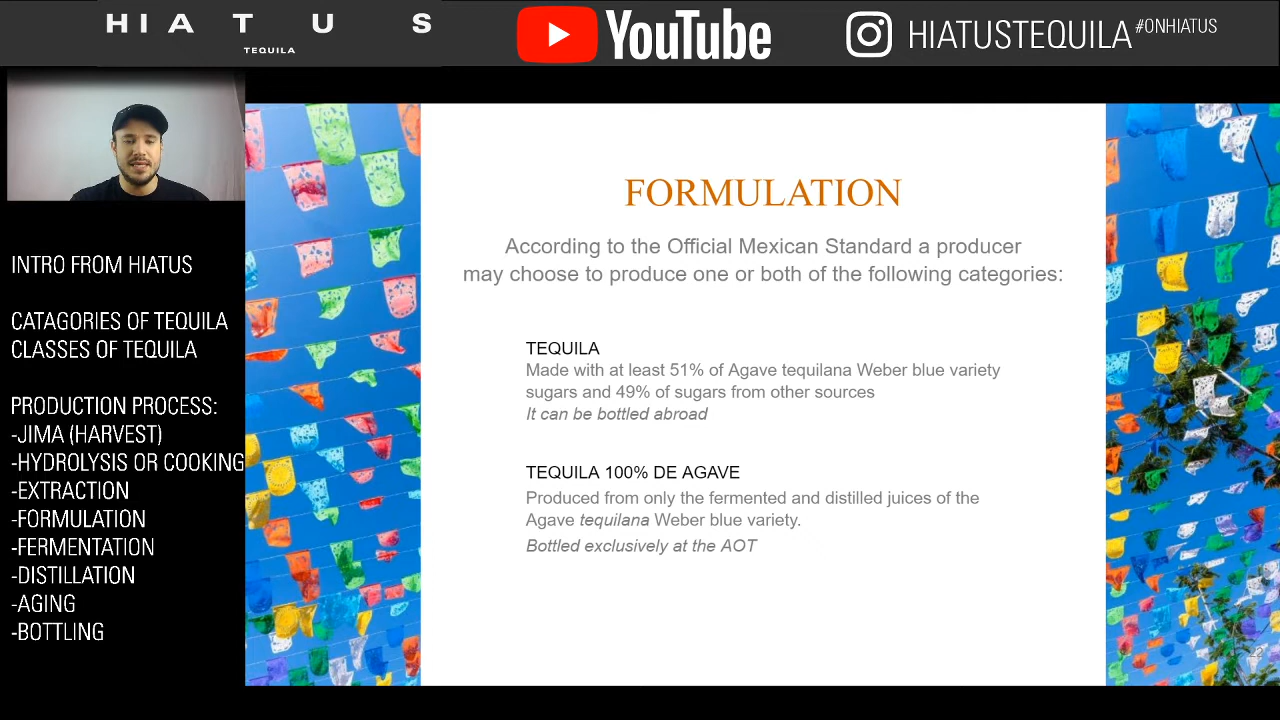 HIATUS
TEQUILA
YouTube
HIATUSTEQUILA #ONHIATUS
INTRO FROM HIATUS
CATAGORIES OF TEQUILA
CLASSES OF TEQUILA
PRODUCTION PROCESS:
-JIMA (HARVEST)
-HYDROLYSIS OR COOKING
-EXTRACTION
-FORMULATION
-FERMENTATION
-DISTILLATION
-AGING
-BOTTLING
FORMULATION
According to the Official Mexican Standard a producer
may choose to produce one or both of the following categories:
TEQUILA
Made with at least 51% of Agave tequilana Weber blue variety
sugars and 49% of sugars from other sources
It can be bottled abroad
TEQUILA 100% DE AGAVE
Produced from only the fermented and distilled juices of the
Agave tequilana Weber blue variety.
Bottled exclusively at the AOT